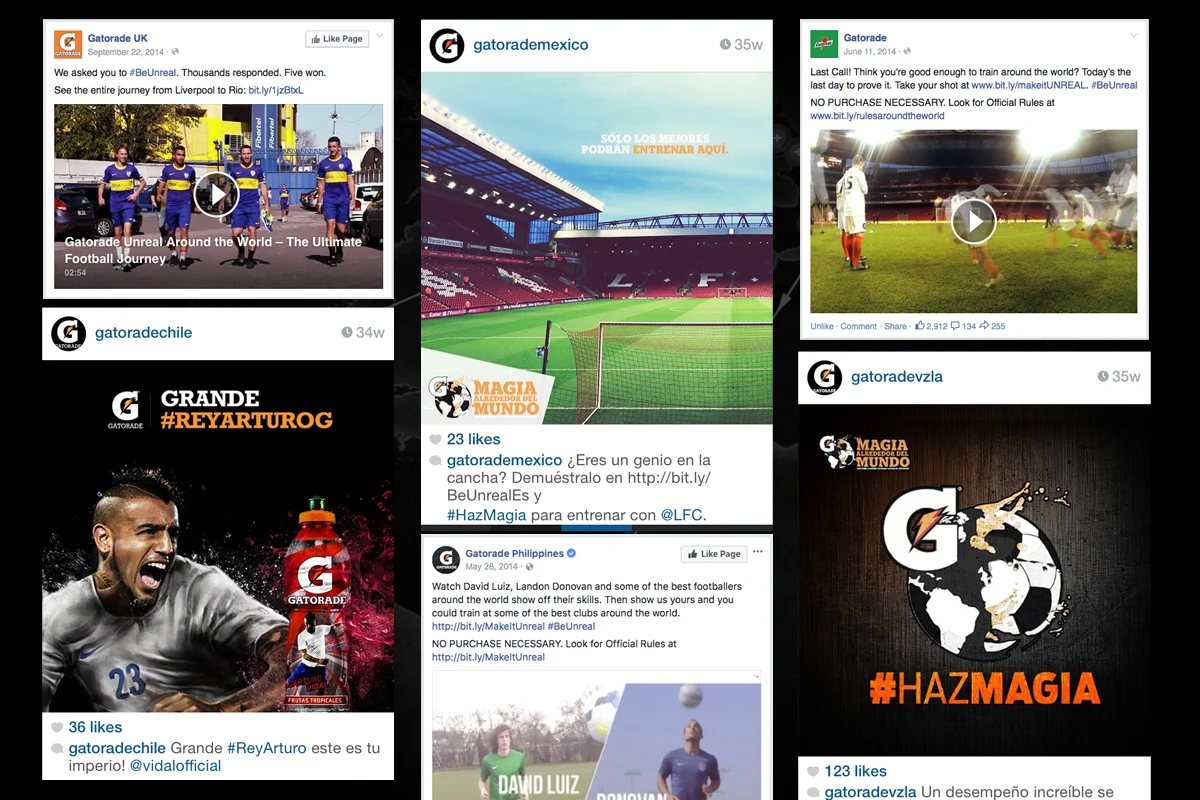 Gatorade UK
September 22, 2014
Like Page
We asked you to #BeUnreal. Thousands responded. Five won.
See the entire journey from Liverpool to Rio: bit.ly/1jzBtxL
Fibertel
Fibertel
Gatorade Unreal Around the World – The Ultimate
Football Journey
02:54
gatoradechile
34w
G
GATORADE
GRANDE
#REYARTUROG
G
GATORADE
23
ARTURO
VIDAL
FRUTAS TROPICALES
36 likes
gatoradechile Grande #ReyArturo este es tu
imperio! @vidalofficial
gatorademexico
35w
SÓLO LOS MEJORES
PODRÁN ENTRENAR AQUÍ.
L F
MAGIA
ALREDEDOR DEL
MUNDO
23 likes
gatorademexico ¿Eres un genio en la
cancha? Demuéstralo en http://bit.ly/
BeUnrealEs y
#HazMagia para entrenar con @LFC.
Gatorade Philippines
May 28, 2014
Like Page
Watch David Luiz, Landon Donovan and some of the best footballers
around the world show off their skills. Then show us yours and you
could train at some of the best clubs around the world.
http://bit.ly/MakeItUnreal #BeUnreal
NO PURCHASE NECESSARY. Look for Official Rules at
http://bit.ly/MakeItUnreal
DAVID LUIZ
DONOVAN
Gatorade
June 11, 2014
Last Call! Think you're good enough to train around the world? Today's the
last day to prove it. Take your shot at www.bit.ly/makeitUNREAL. #BeUnreal
NO PURCHASE NECESSARY. Look for Official Rules at
www.bit.ly/rulesaroundtheworld
Unlike · Comment · Share · 2,912 134 255
gatoradevzla
35w
MAGIA
ALREDEDOR DEL
MUNDO
G
#HAZMAGIA
123 likes
gatoradevzla Un desempeño increíble se